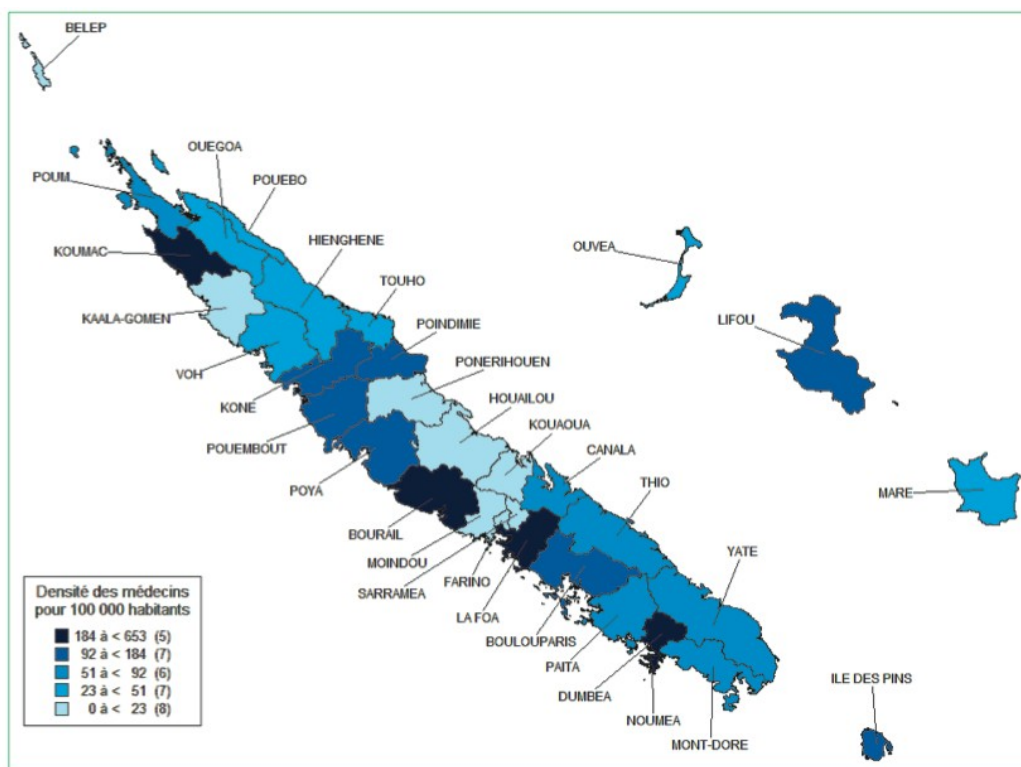 BELEP
OUEGOA
POUM
POUEBO
HIENGHENE
KOUMAC
OUVEA
TOUHO
KAALA-GOMEN
LIFOU
POINDIMIE
PONERIHOUEN
VOH
HOUAILOU
KONE
KOUAOUA
POUEMBOUT
CANALA
THIO
POYA
MARE
BOURAIL
YATE
MOINDOU
FARINO
SARRAMEA
LA FOA
BOULOUPARIS
PAITA
ILE DES PINS
DUMBEA
NOUMEA
MONT-DORE
Densité des médecins
pour 100 000 habitants
184 à < 653 (5)
92 à < 184 (7)
51 à < 92 (6)
23 à < 51 (7)
0 à < 23 (8)